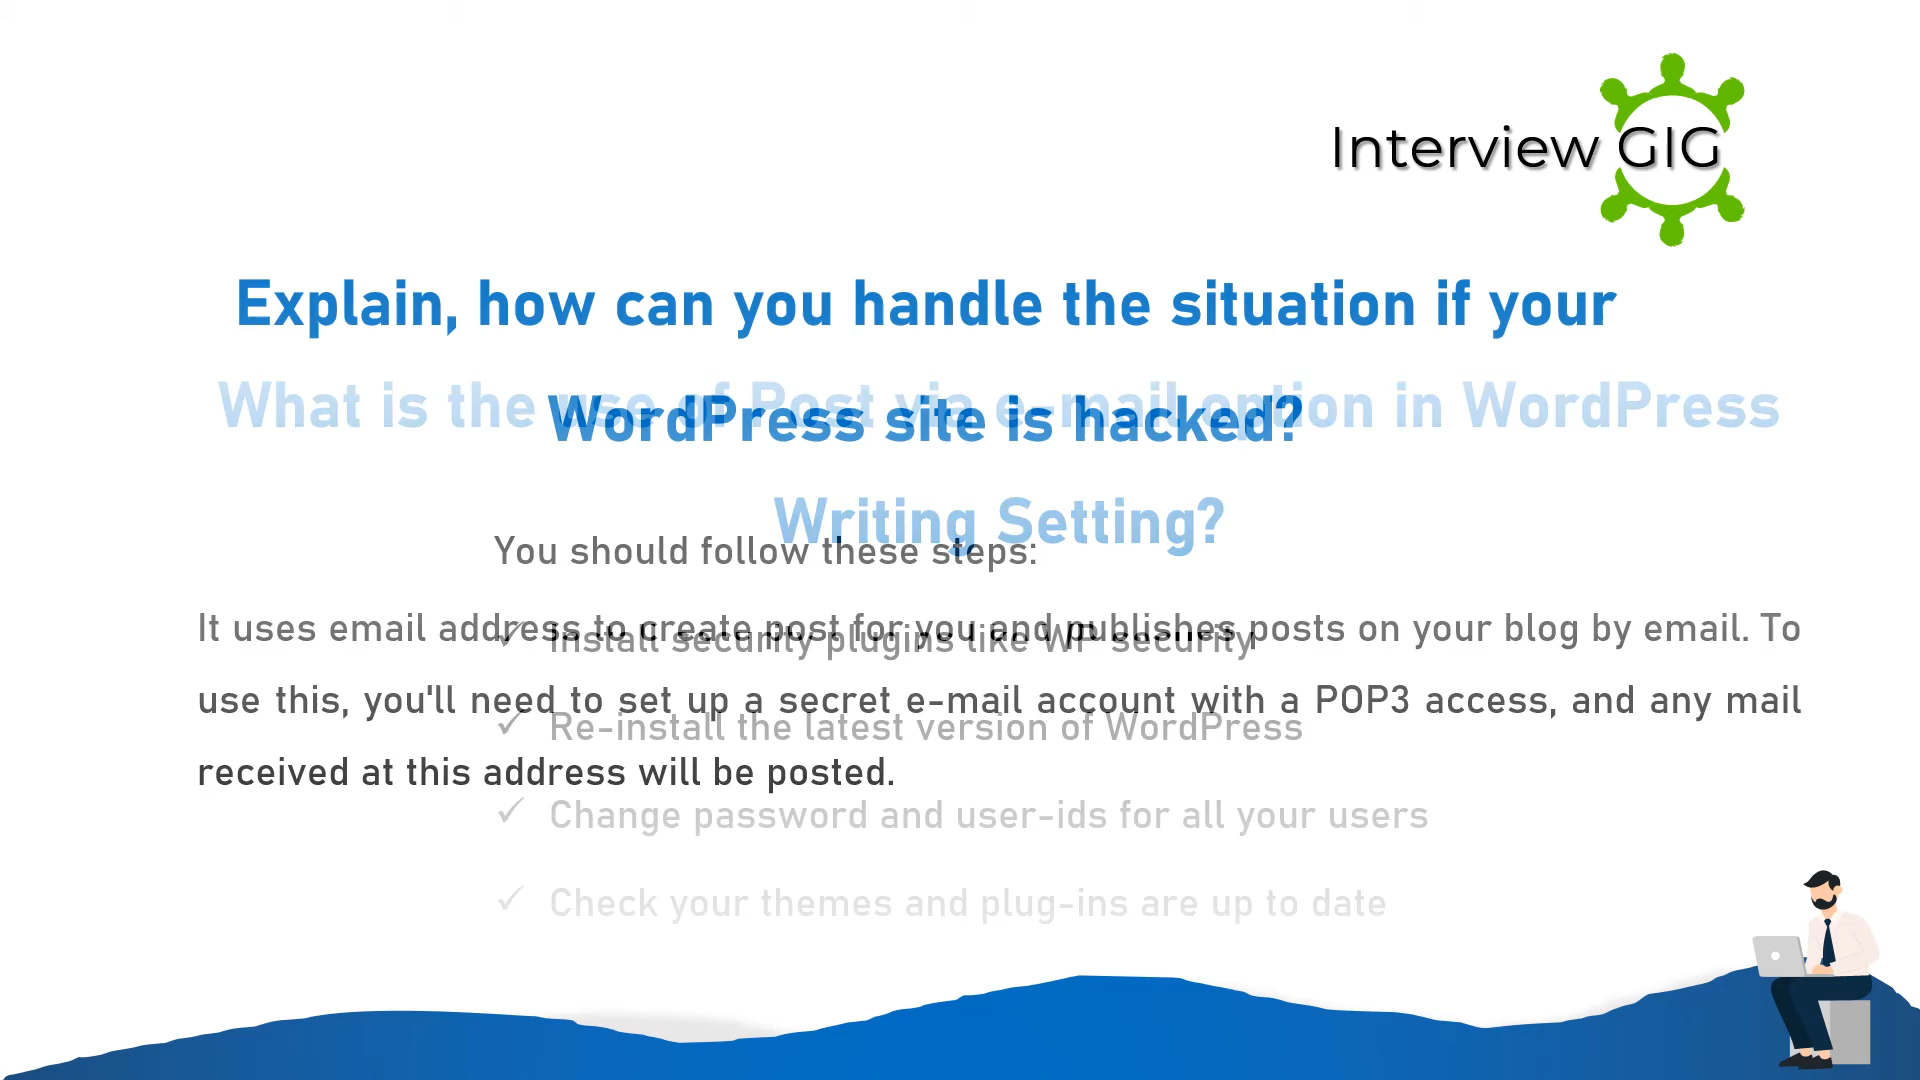 Interview GIG
Explain, how can you handle the situation if your
WordPress site is hacked?
What is the use of Post via e-mail option in WordPress
Writing Setting?
You should follow these steps:
✓ Install security plugins like WP security
✓ Re-install the latest version of WordPress
✓ Change password and user-ids for all your users
✓ Check your themes and plug-ins are up to date
It uses email address to create post for you and publishes posts on your blog by email. To
use this, you'll need to set up a secret e-mail account with a POP3 access, and any mail
received at this address will be posted.